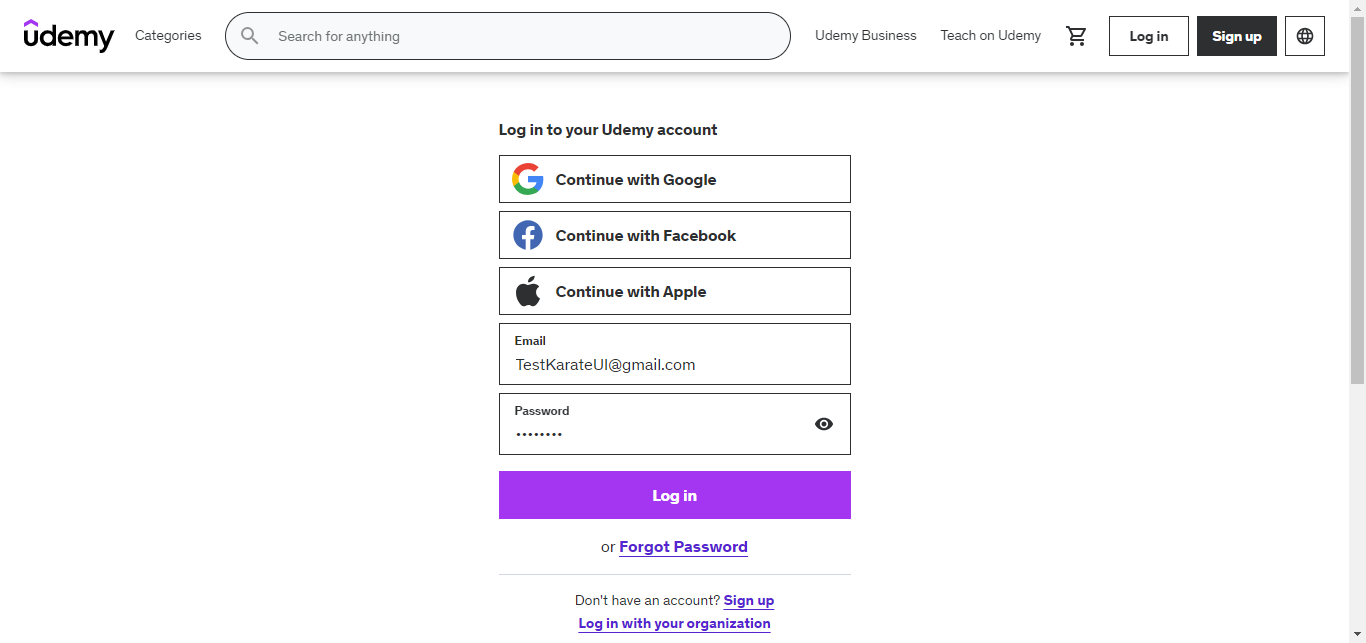 udemy
Categories
Search for anything
Udemy Business
Teach on Udemy
Log in
Sign up
Log in to your Udemy account
Continue with Google
Continue with Facebook
Continue with Apple
Email
TestKarateUI@gmail.com
Password
••••••••
Log in
or Forgot Password
Don't have an account? Sign up
Log in with your organization